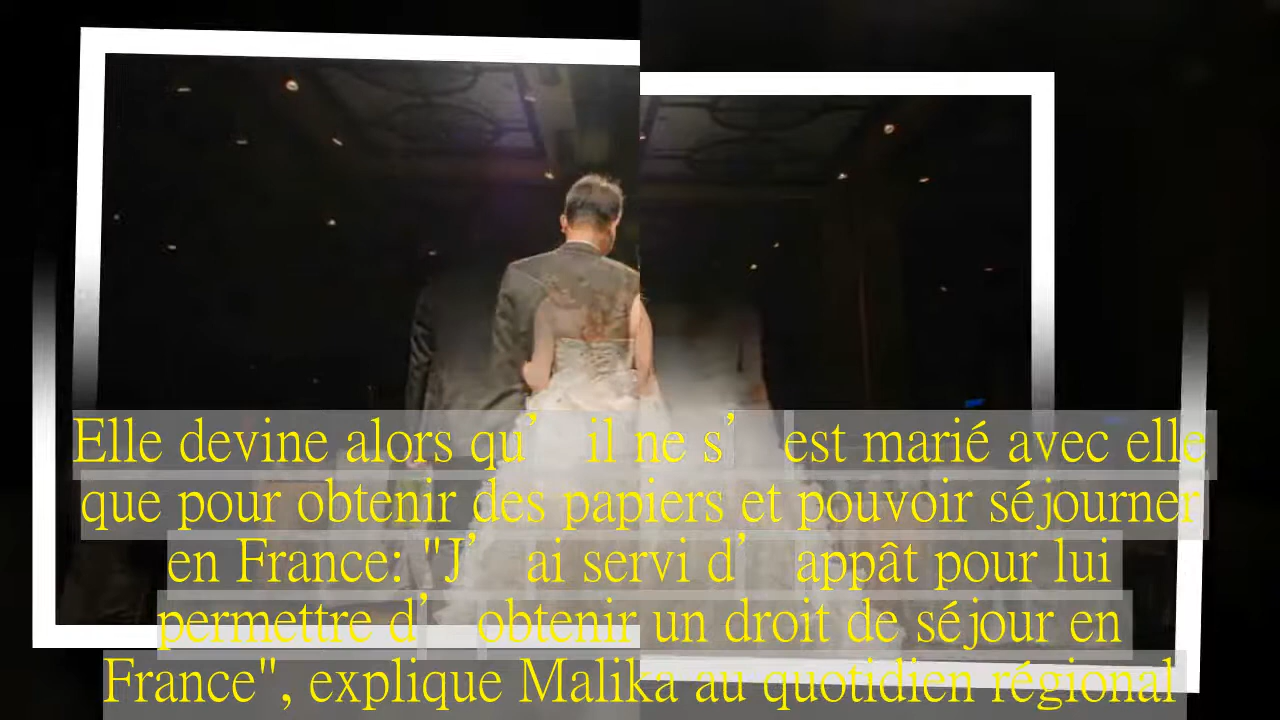 Elle devine alors qu’il ne s’est marié avec elle
que pour obtenir des papiers et pouvoir séjourner
en France: "J’ai servi d’appât pour lui
permettre d’obtenir un droit de séjour en
France", explique Malika au quotidien régional